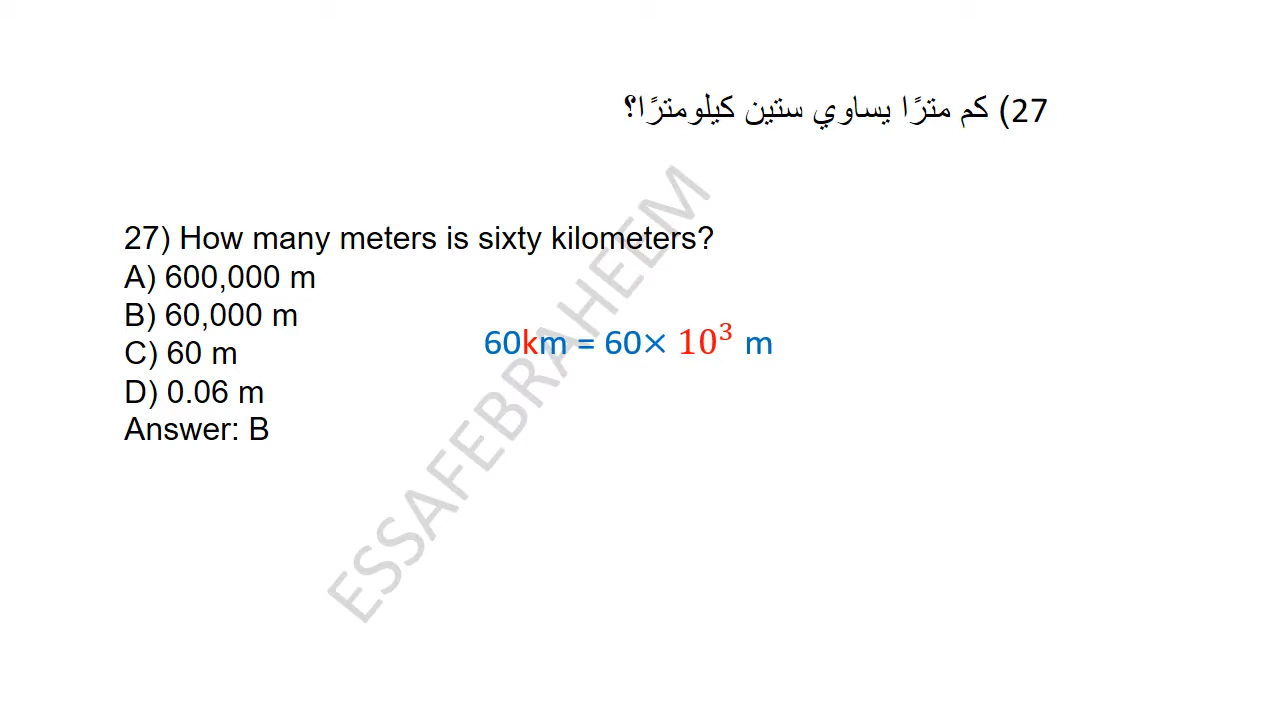 27) كم مترًا يساوي ستين كيلومترًا؟
27) How many meters is sixty kilometers?
A) 600,000 m
B) 60,000 m
C) 60 m
D) 0.06 m
Answer: B
60km = 60× 10³ m
ESSAFEBRAHEEM